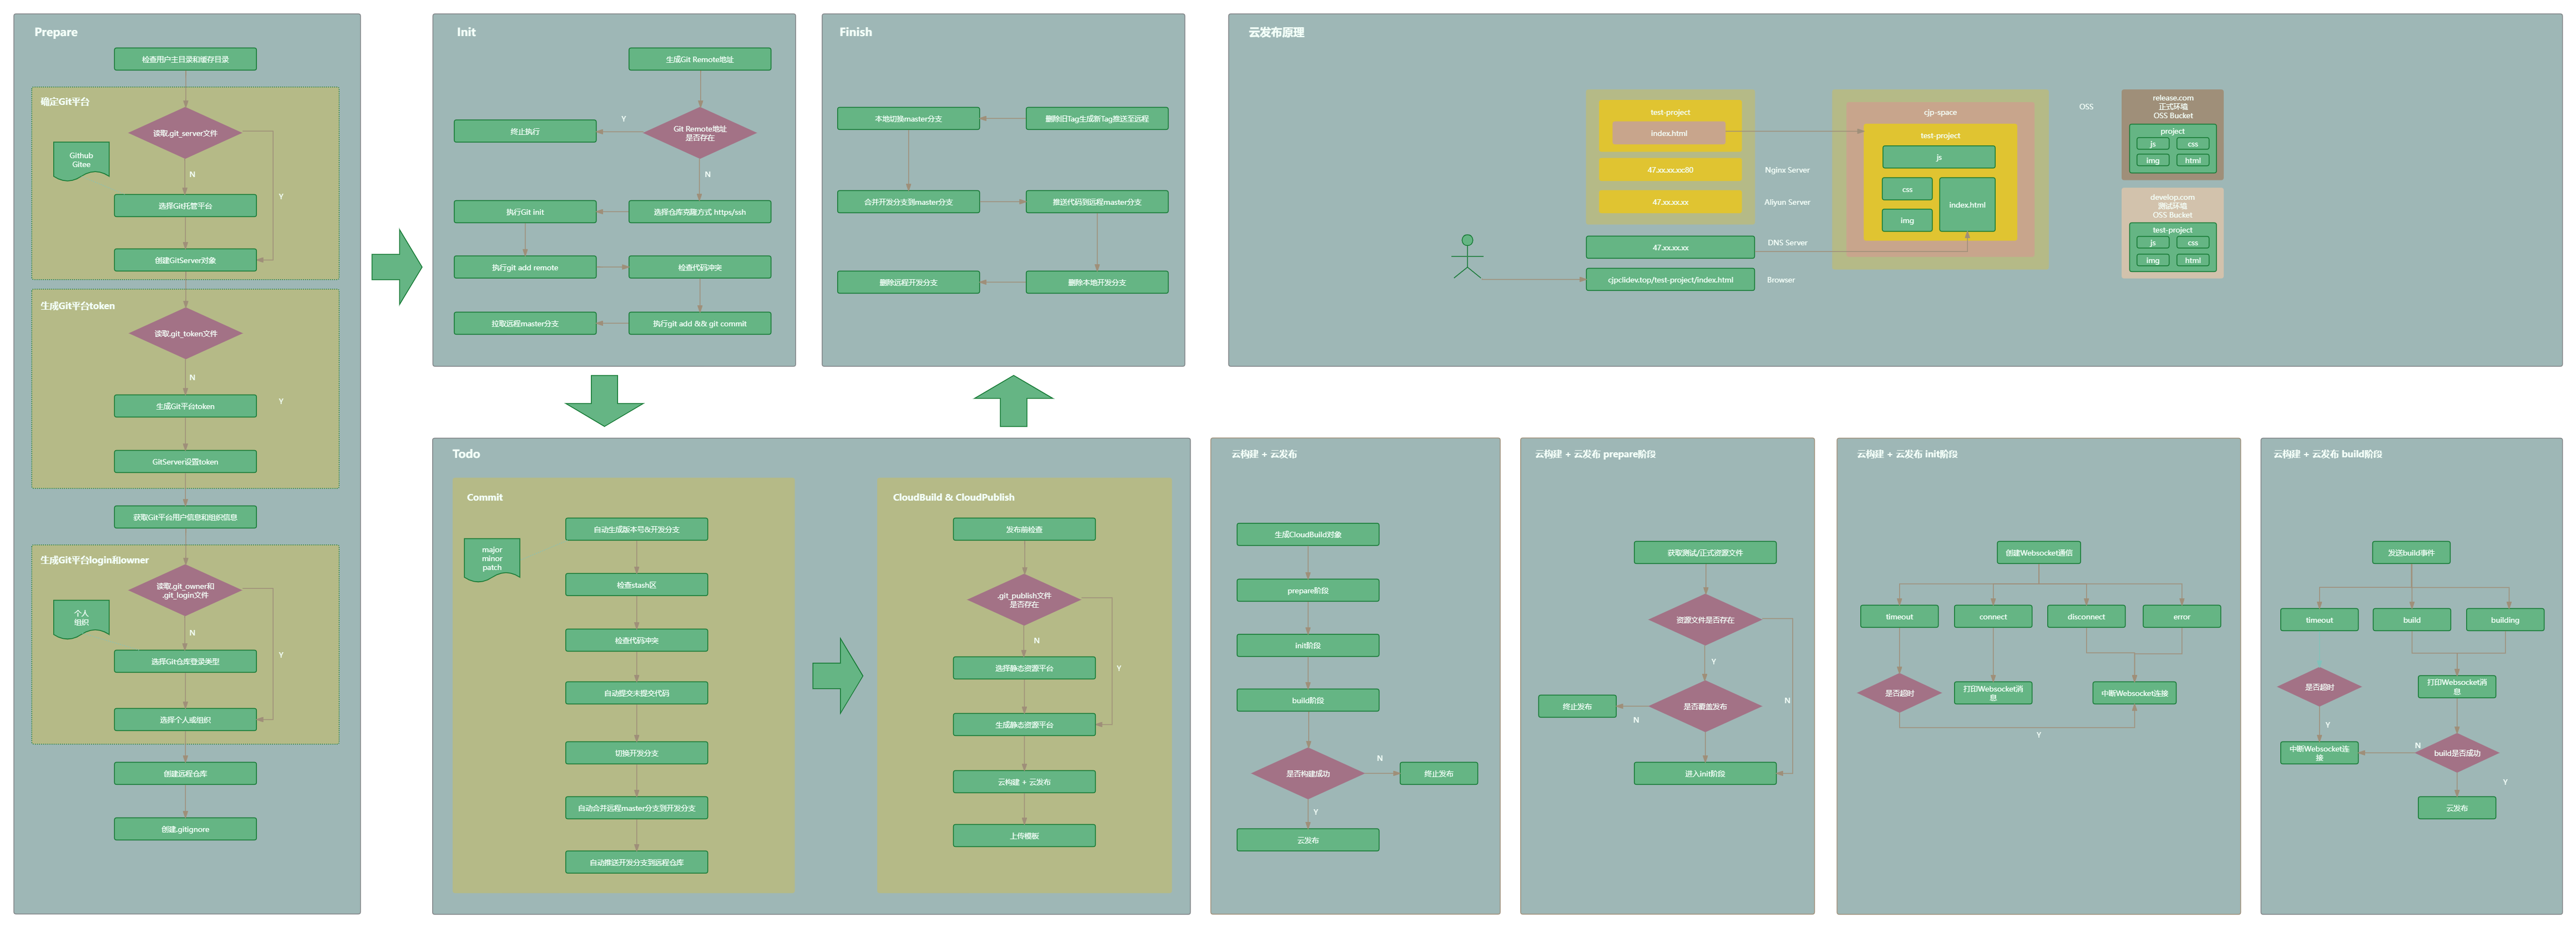 Prepare
检查用户主目录和缓存目录
确定Git平台
读取.git_server文件
Github
Gitee
N
Y
选择Git托管平台
创建GitServer对象
生成Git平台token
读取.git_token文件
N
Y
生成Git平台token
GitServer设置token
获取Git平台用户信息和组织信息
生成Git平台login和owner
读取.git_owner和
.git_login文件
个人
组织
N
Y
选择Git仓库登录类型
选择个人或组织
创建远程仓库
创建.gitignore
Init
生成Git Remote地址
Git Remote地址
是否存在
Y
终止执行
N
选择仓库克隆方式 https/ssh
执行Git init
执行git add remote
检查代码冲突
执行git add && git commit
拉取远程master分支
Finish
本地切换master分支
删除旧Tag生成新Tag推送至远程
合并开发分支到master分支
推送代码到远程master分支
删除远程开发分支
删除本地开发分支
云发布原理
test-project
index.html
47.xx.xx.xx:80
Nginx Server
47.xx.xx.xx
Aliyun Server
47.xx.xx.xx
DNS Server
cjpclidev.top/test-project/index.html
Browser
cjp-space
test-project
js
css
img
index.html
OSS
release.com
正式环境
OSS Bucket
project
js
css
img
html
develop.com
测试环境
OSS Bucket
test-project
js
css
img
html
Todo
Commit
major
minor
patch
自动生成版本号&开发分支
检查stash区
检查代码冲突
自动提交未提交代码
切换开发分支
自动合并远程master分支到开发分支
自动推送开发分支到远程仓库
CloudBuild & CloudPublish
发布前检查
.git_publish文件
是否存在
N
Y
选择静态资源平台
生成静态资源平台
云构建 + 云发布
上传模板
云构建 + 云发布
生成CloudBuild对象
prepare阶段
init阶段
build阶段
是否构建成功
N
终止发布
Y
云发布
云构建 + 云发布 prepare阶段
获取测试/正式资源文件
资源文件是否存在
Y
N
是否覆盖发布
终止发布
N
进入init阶段
云构建 + 云发布 init阶段
创建Websocket通信
timeout
connect
disconnect
error
是否超时
打印Websocket消
息
中断Websocket连接
Y
云构建 + 云发布 build阶段
发送build事件
timeout
build
building
是否超时
打印Websocket消
息
Y
中断Websocket连
接
N
build是否成功
Y
云发布